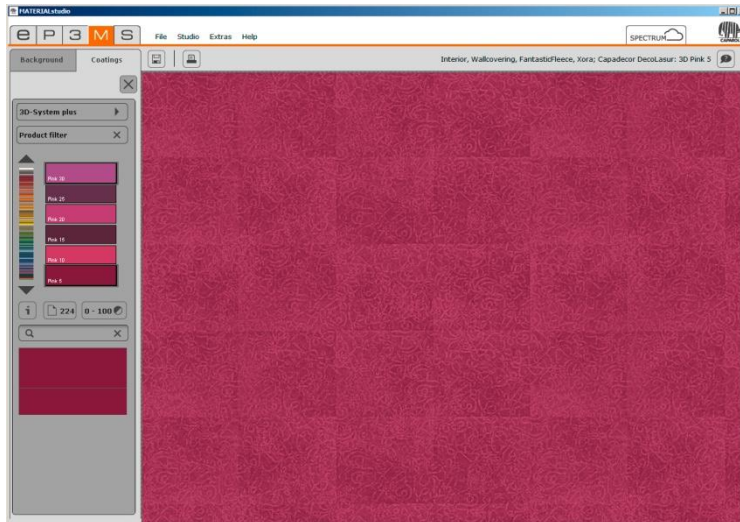 MATERIALstudio
e P 3 M S
File Studio Extras Help
SPECTRUM
CAPAROL
Background
Coatings
Interior, Wallcovering, FantasticFleece, Xora; Capadecor DecoLasur: 3D Pink 5
3D-System plus
Product filter
Pink 30
Pink 25
Pink 20
Pink 15
Pink 10
Pink 5
i 224 0 - 100